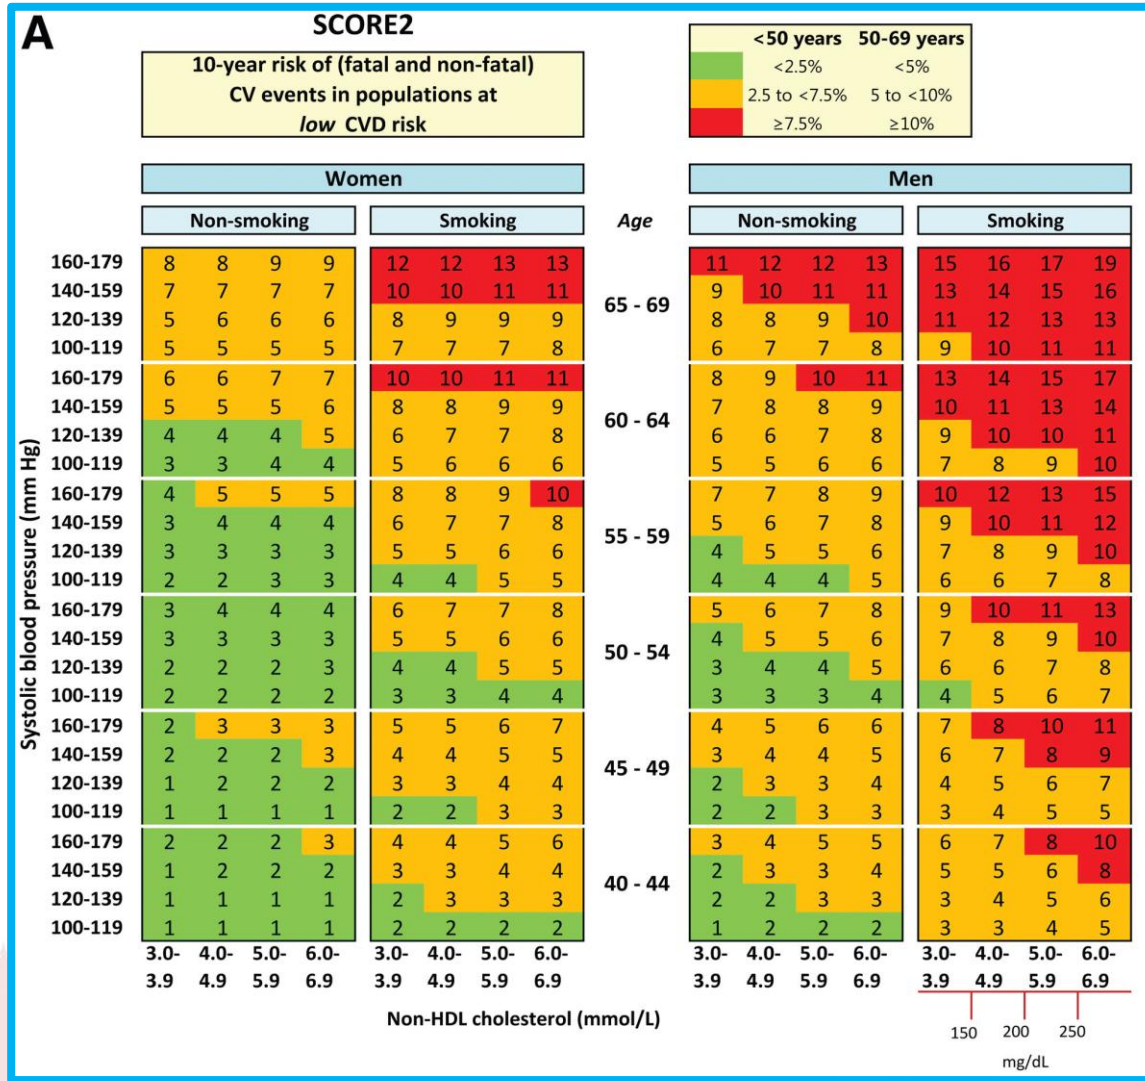 A
SCORE2
10-year risk of (fatal and non-fatal)
CV events in populations at
low CVD risk
<50 years 50-69 years
<2.5% <5%
2.5 to <7.5% 5 to <10%
≥7.5% ≥10%
Women Men
Non-smoking Smoking Age Non-smoking Smoking
Systolic blood pressure (mm Hg)
160-179 8 8 9 9 12 12 13 13 11 12 12 13 15 16 17 19
140-159 7 7 7 7 10 10 11 11 9 10 11 11 13 14 15 16
65 - 69
120-139 5 6 6 6 8 9 9 9 8 8 9 10 11 12 13 13
100-119 5 5 5 5 7 7 7 8 6 7 7 8 9 10 11 11
160-179 6 6 7 7 10 10 11 11 8 9 10 11 13 14 15 17
140-159 5 5 5 6 8 8 9 9 7 8 8 9 10 11 13 14
60 - 64
120-139 4 4 4 5 6 7 7 8 6 6 7 8 9 10 10 11
100-119 3 3 4 4 5 6 6 6 5 5 6 7 7 8 9 10
160-179 4 5 5 5 8 8 9 10 7 7 8 9 10 12 13 15
140-159 3 4 4 4 6 7 7 8 5 6 7 8 9 10 11 12
55 - 59
120-139 3 3 3 3 5 5 6 6 4 5 5 6 7 8 9 10
100-119 2 2 3 3 4 4 5 5 4 4 4 5 6 6 7 8
160-179 3 4 4 4 6 7 7 8 5 6 7 8 9 10 11 13
140-159 3 3 3 3 5 5 6 6 4 5 5 6 7 8 9 10
50 - 54
120-139 2 2 2 3 4 4 5 5 3 4 4 5 6 6 7 8
100-119 2 2 2 2 3 3 4 4 3 3 3 4 4 5 6 7
160-179 2 3 3 3 5 5 6 7 4 5 6 6 7 8 10 11
140-159 2 2 2 3 4 4 5 5 3 4 4 5 6 7 8 9
45 - 49
120-139 1 2 2 2 3 3 4 4 2 3 3 4 4 5 6 7
100-119 1 1 1 1 2 2 3 3 2 2 3 3 3 4 5 5
160-179 2 2 2 3 4 4 5 6 3 4 5 5 6 7 8 10
140-159 1 2 2 2 3 3 4 4 2 3 3 4 5 5 6 8
40 - 44
120-139 1 1 1 1 2 3 3 3 2 2 3 3 3 4 5 6
100-119 1 1 1 1 2 2 2 2 1 2 2 2 3 3 4 5
3.0- 4.0- 5.0- 6.0- 3.0- 4.0- 5.0- 6.0- 3.0- 4.0- 5.0- 6.0- 3.0- 4.0- 5.0- 6.0-
3.9 4.9 5.9 6.9 3.9 4.9 5.9 6.9 3.9 4.9 5.9 6.9 3.9 4.9 5.9 6.9
Non-HDL cholesterol (mmol/L)
150 200 250
mg/dL